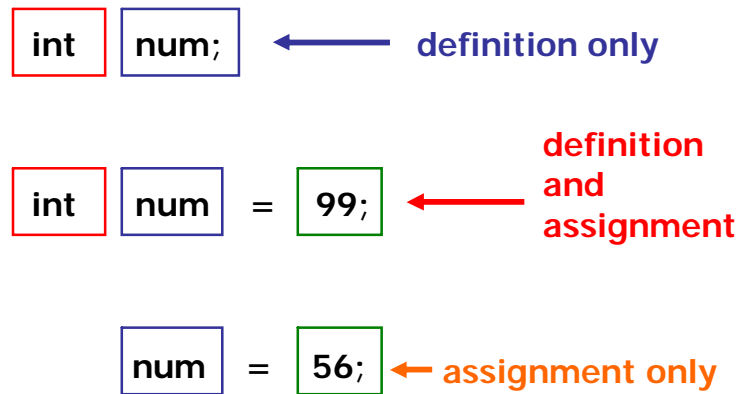 int num; definition only
int num = 99; definition
and
assignment
num = 56; assignment only